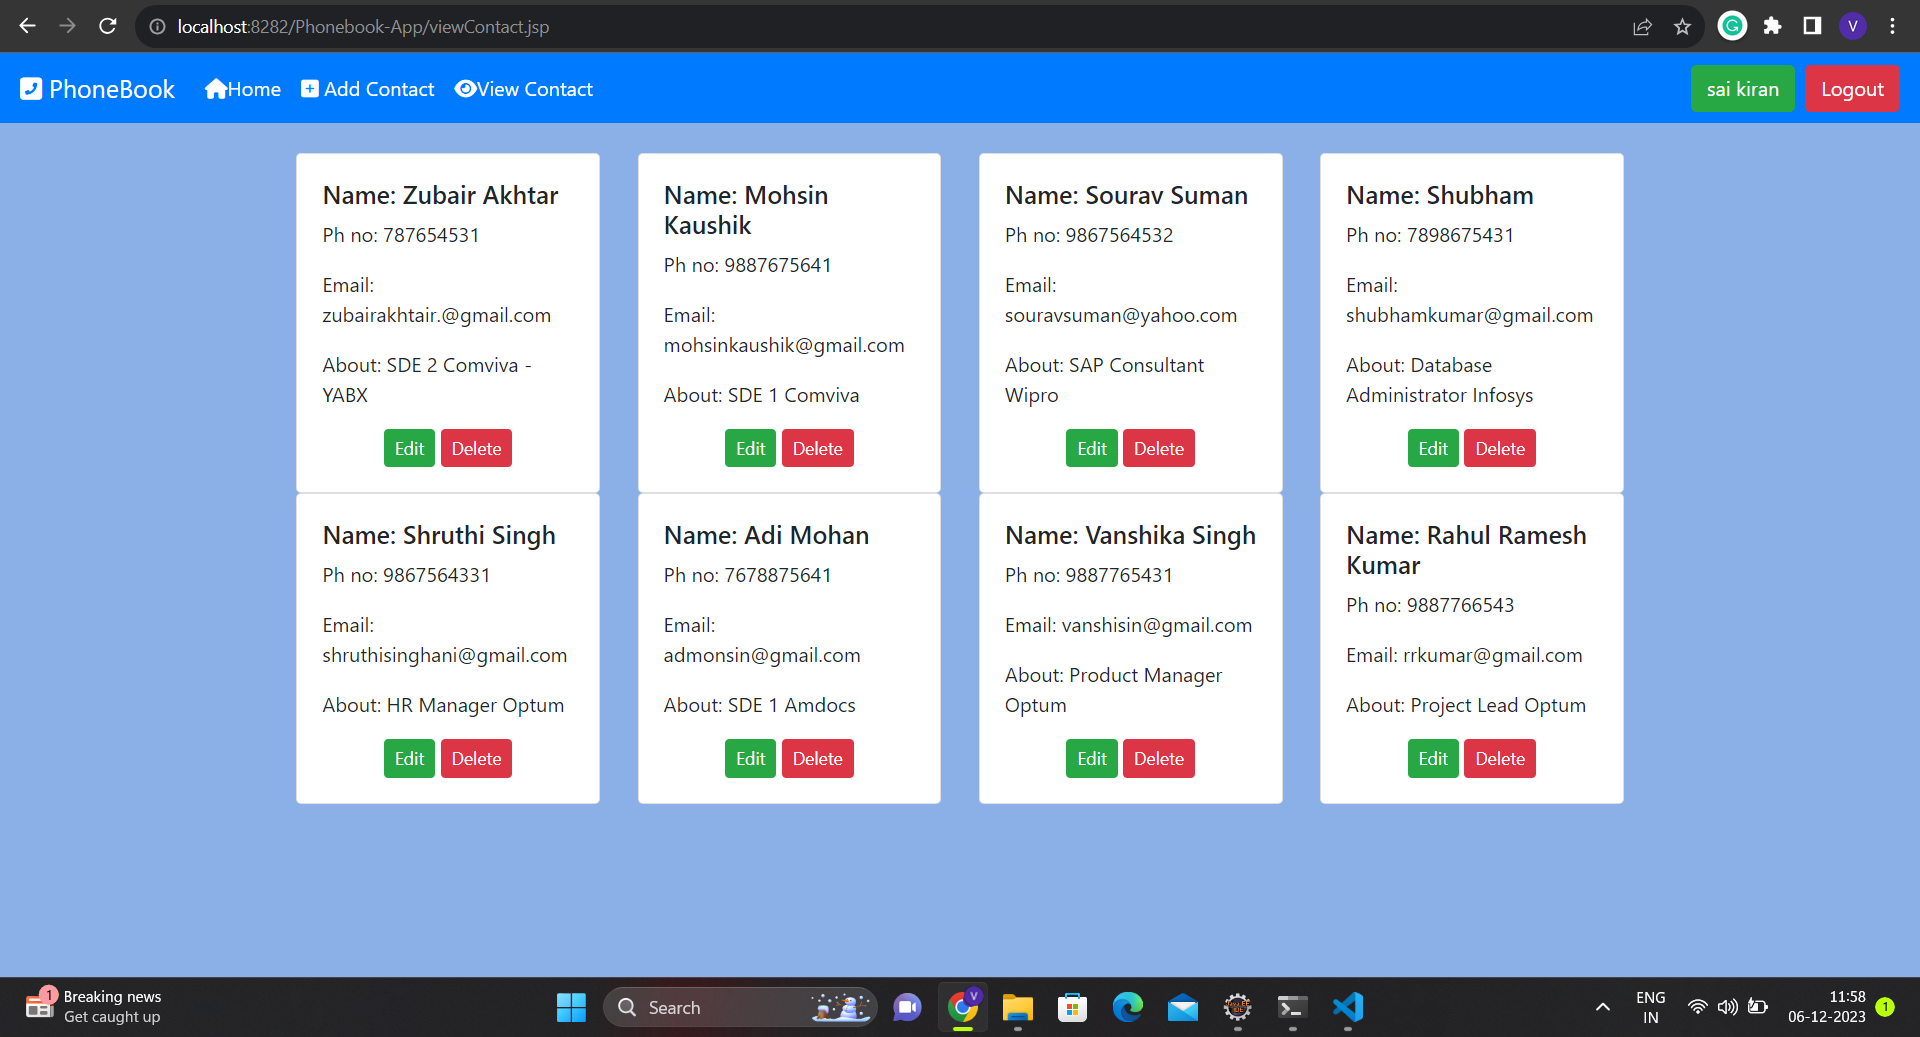 localhost:8282/Phonebook-App/viewContact.jsp
V
PhoneBook
Home
Add Contact
View Contact
sai kiran
Logout
Name: Zubair Akhtar
Ph no: 787654531
Email:
zubairakhtair.@gmail.com
About: SDE 2 Comviva -
YABX
Edit
Delete
Name: Mohsin
Kaushik
Ph no: 9887675641
Email:
mohsinkaushik@gmail.com
About: SDE 1 Comviva
Edit
Delete
Name: Sourav Suman
Ph no: 9867564532
Email:
souravsuman@yahoo.com
About: SAP Consultant
Wipro
Edit
Delete
Name: Shubham
Ph no: 7898675431
Email:
shubhamkumar@gmail.com
About: Database
Administrator Infosys
Edit
Delete
Name: Shruthi Singh
Ph no: 9867564331
Email:
shruthisinghani@gmail.com
About: HR Manager Optum
Edit
Delete
Name: Adi Mohan
Ph no: 7678875641
Email:
admonsin@gmail.com
About: SDE 1 Amdocs
Edit
Delete
Name: Vanshika Singh
Ph no: 9887765431
Email: vanshisin@gmail.com
About: Product Manager
Optum
Edit
Delete
Name: Rahul Ramesh
Kumar
Ph no: 9887766543
Email: rrkumar@gmail.com
About: Project Lead Optum
Edit
Delete
1
Breaking news
Get caught up
Search
V
ENG
IN
11:58
06-12-2023
1